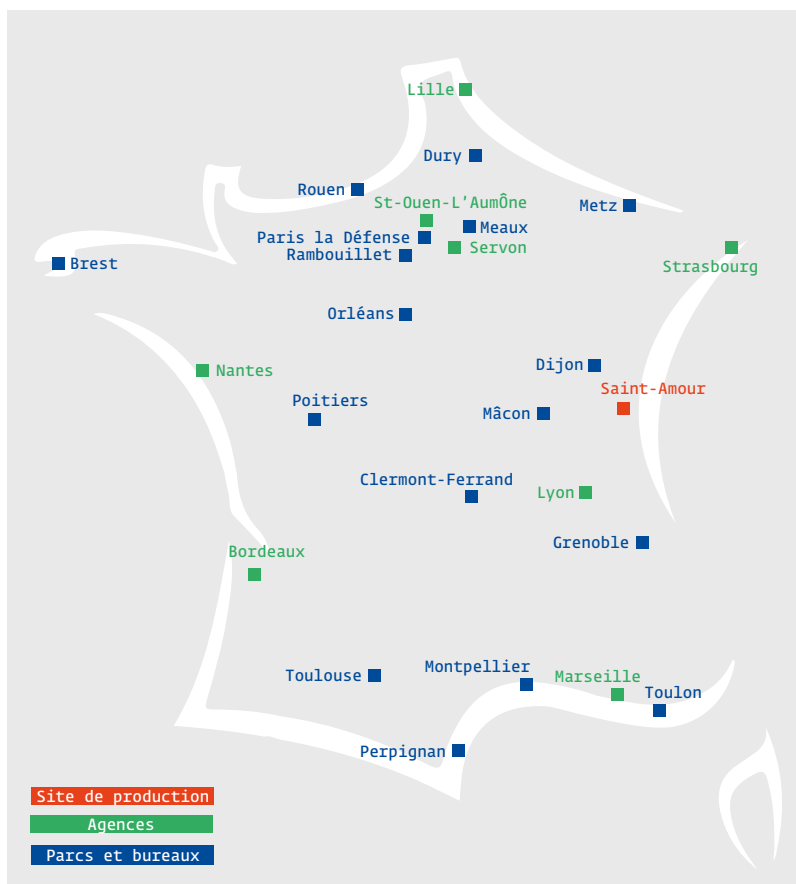 Lille
Dury
Rouen
St-Ouen-L'AumÔne
Metz
Meaux
Paris la Défense
Servon
Rambouillet
Brest
Strasbourg
Orléans
Nantes
Dijon
Saint-Amour
Poitiers
Mâcon
Clermont-Ferrand
Lyon
Grenoble
Bordeaux
Toulouse
Montpellier
Marseille
Toulon
Perpignan
Site de production
Agences
Parcs et bureaux